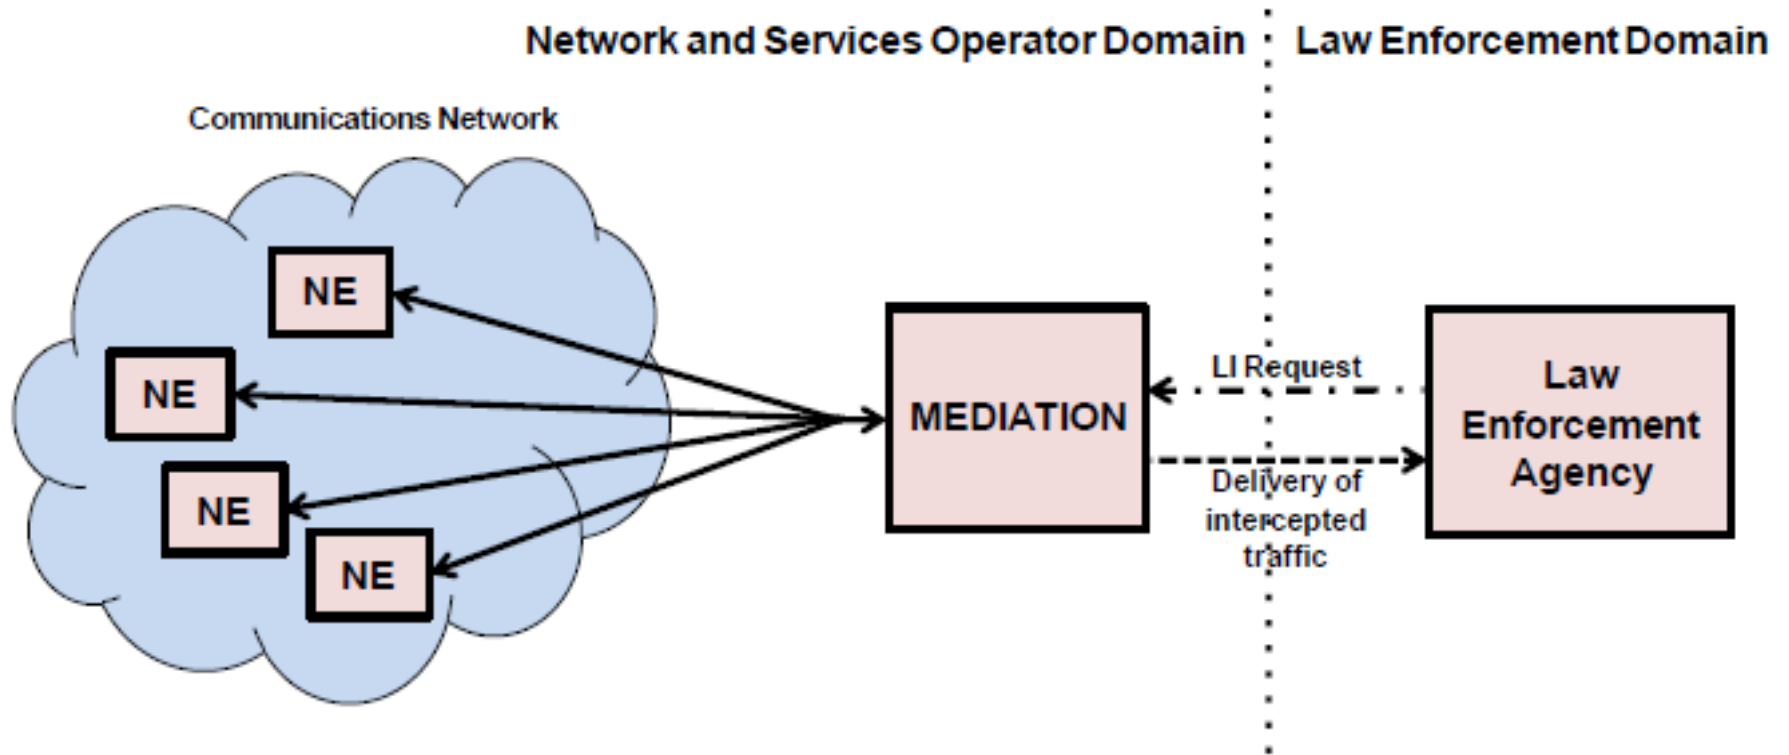 Network and Services Operator Domain
Law Enforcement Domain
Communications Network
NE
NE
NE
NE
MEDIATION
LI Request
Delivery of
intercepted
traffic
Law
Enforcement
Agency